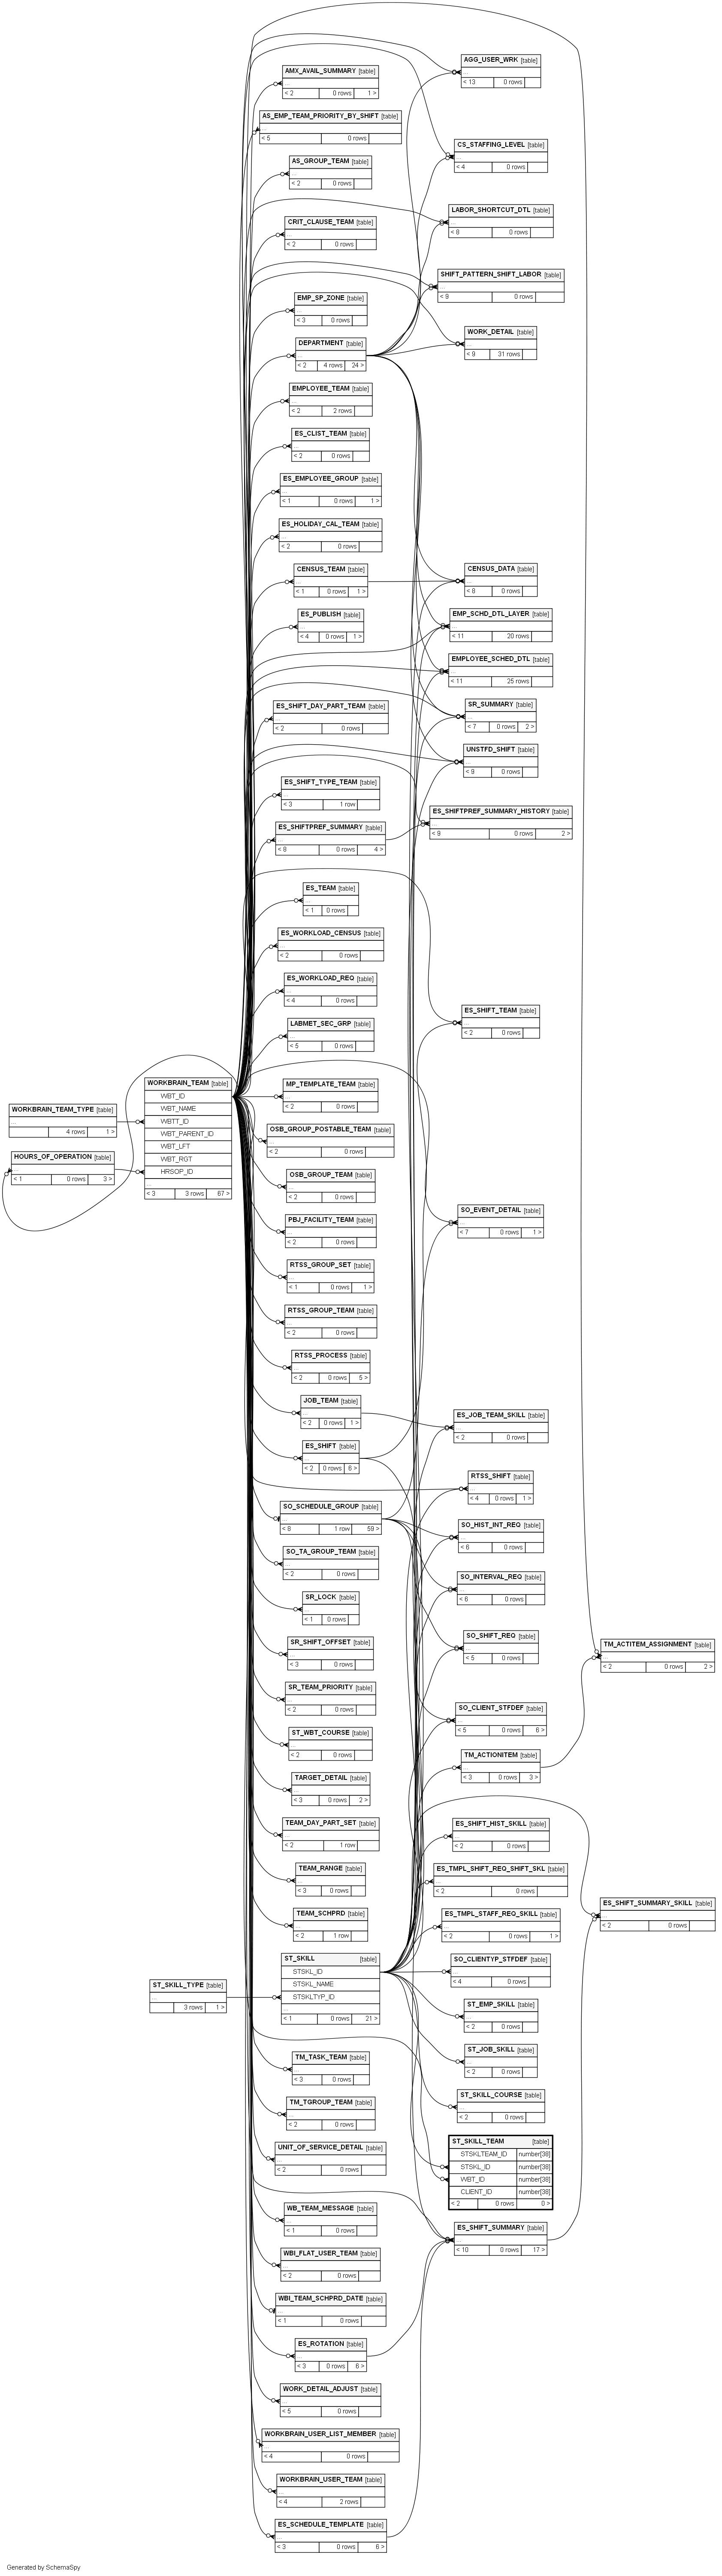 AGG_USER_WRK [table]
...
< 13 0 rows
AMX_AVAIL_SUMMARY [table]
...
< 2 0 rows 1 >
AS_EMP_TEAM_PRIORITY_BY_SHIFT [table]
...
< 5 0 rows
CS_STAFFING_LEVEL [table]
...
< 4 0 rows
AS_GROUP_TEAM [table]
...
< 2 0 rows
LABOR_SHORTCUT_DTL [table]
...
< 8 0 rows
CRIT_CLAUSE_TEAM [table]
...
< 2 0 rows
SHIFT_PATTERN_SHIFT_LABOR [table]
...
< 9 0 rows
EMP_SP_ZONE [table]
...
< 3 0 rows
WORK_DETAIL [table]
...
< 9 31 rows
DEPARTMENT [table]
...
< 2 4 rows 24 >
EMPLOYEE_TEAM [table]
...
< 2 2 rows
ES_CLIST_TEAM [table]
...
< 2 0 rows
ES_EMPLOYEE_GROUP [table]
...
< 1 0 rows 1 >
ES_HOLIDAY_CAL_TEAM [table]
...
< 2 0 rows
CENSUS_TEAM [table]
...
< 1 0 rows 1 >
CENSUS_DATA [table]
...
< 8 0 rows
ES_PUBLISH [table]
...
< 4 0 rows 1 >
EMP_SCHD_DTL_LAYER [table]
...
< 11 20 rows
EMPLOYEE_SCHED_DTL [table]
...
< 11 25 rows
ES_SHIFT_DAY_PART_TEAM [table]
...
< 2 0 rows
SR_SUMMARY [table]
...
< 7 0 rows 2 >
UNSTFD_SHIFT [table]
...
< 9 0 rows
ES_SHIFT_TYPE_TEAM [table]
...
< 3 1 row
ES_SHIFTPREF_SUMMARY_HISTORY [table]
...
< 9 0 rows 2 >
ES_SHIFTPREF_SUMMARY [table]
...
< 8 0 rows 4 >
ES_TEAM [table]
...
< 1 0 rows
ES_WORKLOAD_CENSUS [table]
...
< 2 0 rows
ES_WORKLOAD_REQ [table]
...
< 4 0 rows
ES_SHIFT_TEAM [table]
...
< 2 0 rows
LABMET_SEC_GRP [table]
...
< 5 0 rows
WORKBRAIN_TEAM [table]
WBT_ID
WBT_NAME
WBTT_ID
WBT_PARENT_ID
WBT_LFT
WBT_RGT
HRSOP_ID
...
< 3 3 rows 67 >
WORKBRAIN_TEAM_TYPE [table]
...
4 rows 1 >
HOURS_OF_OPERATION [table]
...
< 1 0 rows 3 >
MP_TEMPLATE_TEAM [table]
...
< 2 0 rows
OSB_GROUP_POSTABLE_TEAM [table]
...
< 2 0 rows
OSB_GROUP_TEAM [table]
...
< 2 0 rows
SO_EVENT_DETAIL [table]
...
< 7 0 rows 1 >
PBJ_FACILITY_TEAM [table]
...
< 2 0 rows
RTSS_GROUP_SET [table]
...
< 1 0 rows 1 >
RTSS_GROUP_TEAM [table]
...
< 2 0 rows
RTSS_PROCESS [table]
...
< 2 0 rows 5 >
JOB_TEAM [table]
...
< 2 0 rows 1 >
ES_JOB_TEAM_SKILL [table]
...
< 2 0 rows
ES_SHIFT [table]
...
< 2 0 rows 6 >
RTSS_SHIFT [table]
...
< 4 0 rows 1 >
SO_SCHEDULE_GROUP [table]
...
< 8 1 row 59 >
SO_HIST_INT_REQ [table]
...
< 6 0 rows
SO_TA_GROUP_TEAM [table]
...
< 2 0 rows
SO_INTERVAL_REQ [table]
...
< 6 0 rows
SR_LOCK [table]
...
< 1 0 rows
SO_SHIFT_REQ [table]
...
< 5 0 rows
SR_SHIFT_OFFSET [table]
...
< 3 0 rows
TM_ACTITEM_ASSIGNMENT [table]
...
< 2 0 rows 2 >
SR_TEAM_PRIORITY [table]
...
< 2 0 rows
SO_CLIENT_STFDEF [table]
...
< 5 0 rows 6 >
ST_WBT_COURSE [table]
...
< 2 0 rows
TM_ACTIONITEM [table]
...
< 3 0 rows 3 >
TARGET_DETAIL [table]
...
< 3 0 rows 2 >
TEAM_DAY_PART_SET [table]
...
< 2 1 row
ES_SHIFT_HIST_SKILL [table]
...
< 2 0 rows
TEAM_RANGE [table]
...
< 3 0 rows
ES_TMPL_SHIFT_REQ_SHIFT_SKL [table]
...
< 2 0 rows
ES_SHIFT_SUMMARY_SKILL [table]
...
< 2 0 rows
TEAM_SCHPRD [table]
...
< 2 1 row
ES_TMPL_STAFF_REQ_SKILL [table]
...
< 2 0 rows 1 >
ST_SKILL [table]
STSKL_ID
STSKL_NAME
STSKLTYP_ID
...
< 1 0 rows 21 >
SO_CLIENTYP_STFDEF [table]
...
< 4 0 rows
ST_SKILL_TYPE [table]
...
3 rows 1 >
ST_EMP_SKILL [table]
...
< 2 0 rows
ST_JOB_SKILL [table]
...
< 2 0 rows
TM_TASK_TEAM [table]
...
< 3 0 rows
ST_SKILL_COURSE [table]
...
< 2 0 rows
TM_TGROUP_TEAM [table]
...
< 2 0 rows
ST_SKILL_TEAM [table]
STSKLTEAM_ID number[38]
STSKL_ID number[38]
WBT_ID number[38]
CLIENT_ID number[38]
< 2 0 rows 0 >
UNIT_OF_SERVICE_DETAIL [table]
...
< 2 0 rows
WB_TEAM_MESSAGE [table]
...
< 1 0 rows
ES_SHIFT_SUMMARY [table]
...
< 10 0 rows 17 >
WBI_FLAT_USER_TEAM [table]
...
< 2 0 rows
WBI_TEAM_SCHPRD_DATE [table]
...
< 1 0 rows
ES_ROTATION [table]
...
< 3 0 rows 6 >
WORK_DETAIL_ADJUST [table]
...
< 5 0 rows
WORKBRAIN_USER_LIST_MEMBER [table]
...
< 4 0 rows
WORKBRAIN_USER_TEAM [table]
...
< 4 2 rows
ES_SCHEDULE_TEMPLATE [table]
...
< 3 0 rows 6 >
Generated by SchemaSpy